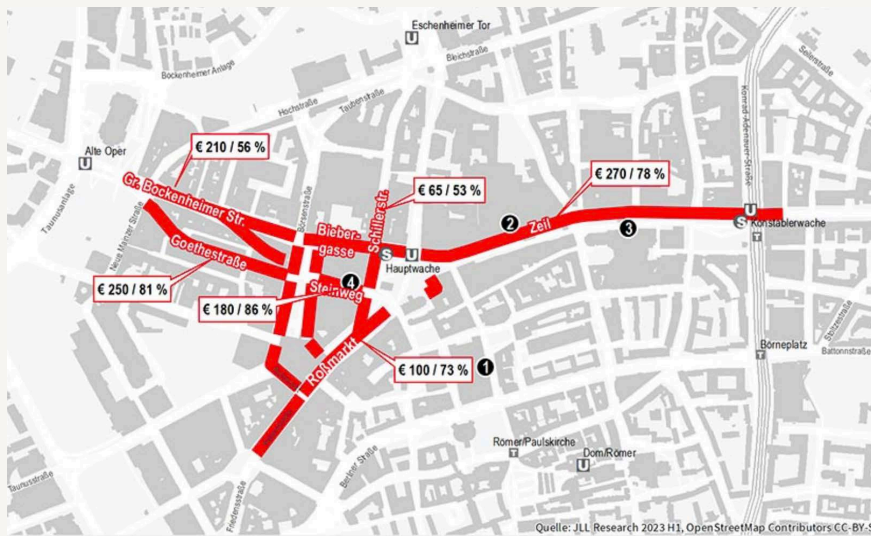 Eschenheimer Tor
U
Bleichstraße
Seilerstraße
Bockenheimer Anlage
Hochstraße
Taubenstraße
Konrad-Adenauer-Straße
Alte Oper
U
€ 210 / 56 %
€ 65 / 53 %
€ 270 / 78 %
Taunusanlage
Gr. Bockenheimer Str.
Börsenstraße
Schillerstr.
Neue Mainzer Straße
Goethestraße
Bieber-
gasse
2
Zeil
3
U
S
Konstablerwache
T
S
U
Hauptwache
€ 250 / 81 %
€ 180 / 86 %
4
Steinweg
Stoltzestraße
Roßmarkt
Börneplatz
T
Battonnstraße
€ 100 / 73 %
1
Römer/Paulskirche
T
Dom/Römer
U
Berliner Straße
Taunusstraße
Friedensstraße
Quelle: JLL Research 2023 H1, OpenStreetMap Contributors CC-BY-S